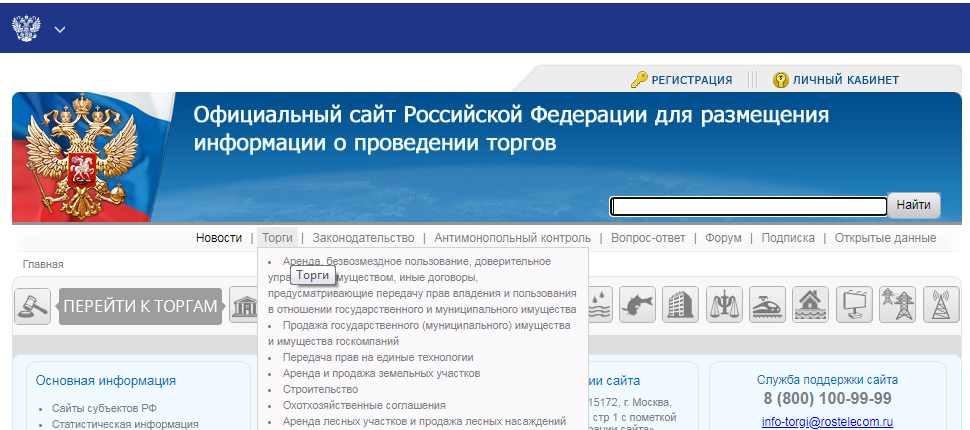 РЕГИСТРАЦИЯ
ЛИЧНЫЙ КАБИНЕТ
Официальный сайт Российской Федерации для размещения
информации о проведении торгов
Найти
Новости | Торги | Законодательство | Антимонопольный контроль | Вопрос-ответ | Форум | Подписка | Открытые данные
Главная
Аренда, безвозмездное пользование, доверительное
Торги
предусматривающие передачу прав владения и пользования
в отношении государственного и муниципального имущества
Продажа государственного (муниципального) имущества
и имущества госкомпаний
Передача прав на единые технологии
Аренда и продажа земельных участков
Строительство
Охотхозяйственные соглашения
Аренда лесных участков и продажа лесных насаждений
ПЕРЕЙТИ К ТОРГАМ
Основная информация
Сайты субъектов РФ
Статистическая информация
сайта
15172, г. Москва,
стр 1 с пометкой
сайта»
Служба поддержки сайта
8 (800) 100-99-99
info-torgi@rostelecom.ru